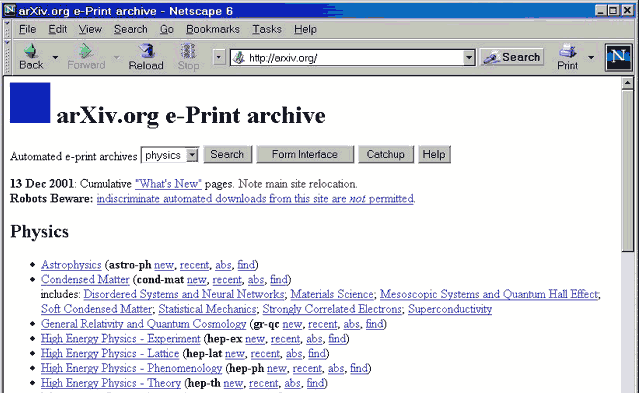 arXiv.org e-Print archive - Netscape 6
File Edit View Search Go Bookmarks Tasks Help
Back Forward Reload Stop http://arxiv.org/ Search Print N
arXiv.org e-Print archive
Automated e-print archives physics Search Form Interface Catchup Help
13 Dec 2001: Cumulative "What's New" pages. Note main site relocation.
Robots Beware: indiscriminate automated downloads from this site are not permitted.
Physics
• Astrophysics (astro-ph new, recent, abs, find)
• Condensed Matter (cond-mat new, recent, abs, find)
includes: Disordered Systems and Neural Networks; Materials Science; Mesoscopic Systems and Quantum Hall Effect;
Soft Condensed Matter; Statistical Mechanics; Strongly Correlated Electrons; Superconductivity
• General Relativity and Quantum Cosmology (gr-qc new, recent, abs, find)
• High Energy Physics - Experiment (hep-ex new, recent, abs, find)
• High Energy Physics - Lattice (hep-lat new, recent, abs, find)
• High Energy Physics - Phenomenology (hep-ph new, recent, abs, find)
• High Energy Physics - Theory (hep-th new, recent, abs, find)